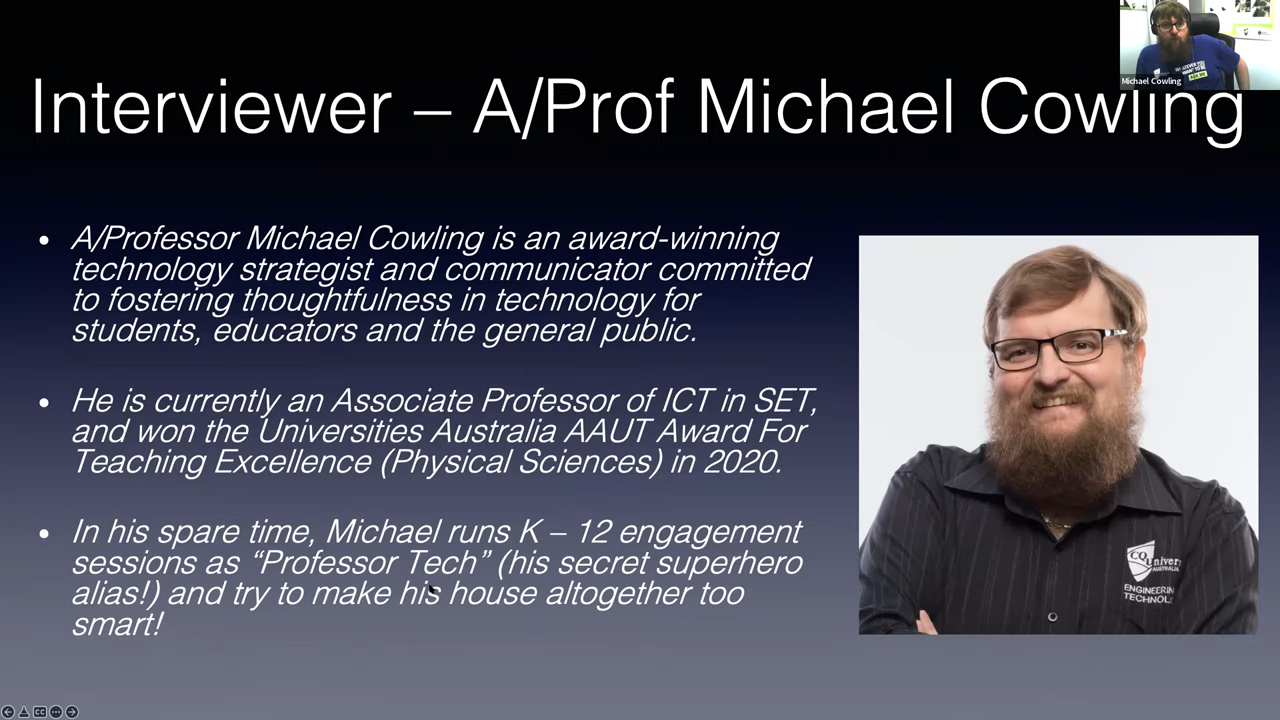 Michael Cowling
Interviewer – A/Prof Michael Cowling
• A/Professor Michael Cowling is an award-winning
technology strategist and communicator committed
to fostering thoughtfulness in technology for
students, educators and the general public.
• He is currently an Associate Professor of ICT in SET,
and won the Universities Australia AAUT Award For
Teaching Excellence (Physical Sciences) in 2020.
• In his spare time, Michael runs K – 12 engagement
sessions as “Professor Tech” (his secret superhero
alias!) and try to make his house altogether too
smart!
CQUniver
AUSTRALIA
ENGINEERIN
TECHNOL